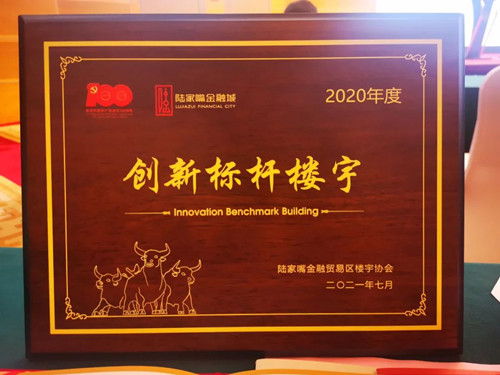 100
陆家嘴金融城
LUJIAZUI FINANCIAL CITY
2020年度
创新标杆楼宇
Innovation Benchmark Building
陆家嘴金融贸易区楼宇协会
二〇二一年七月